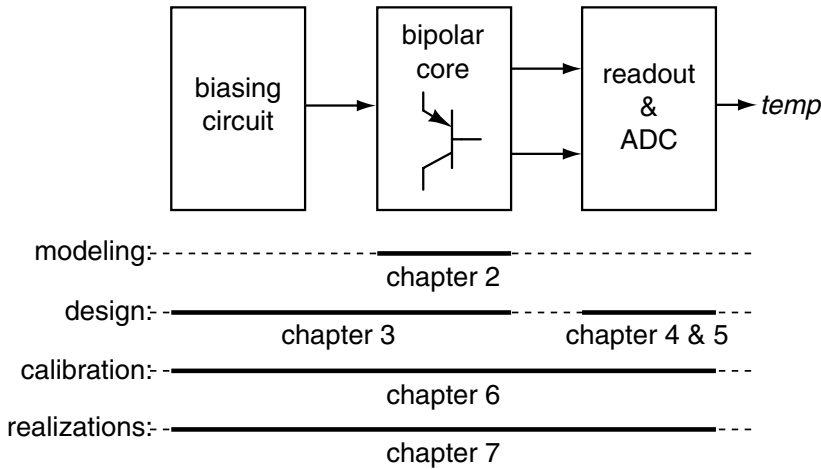 biasing
circuit
bipolar
core
readout
&
ADC
temp
modeling:
chapter 2
design:
chapter 3
chapter 4 & 5
calibration:
chapter 6
realizations:
chapter 7